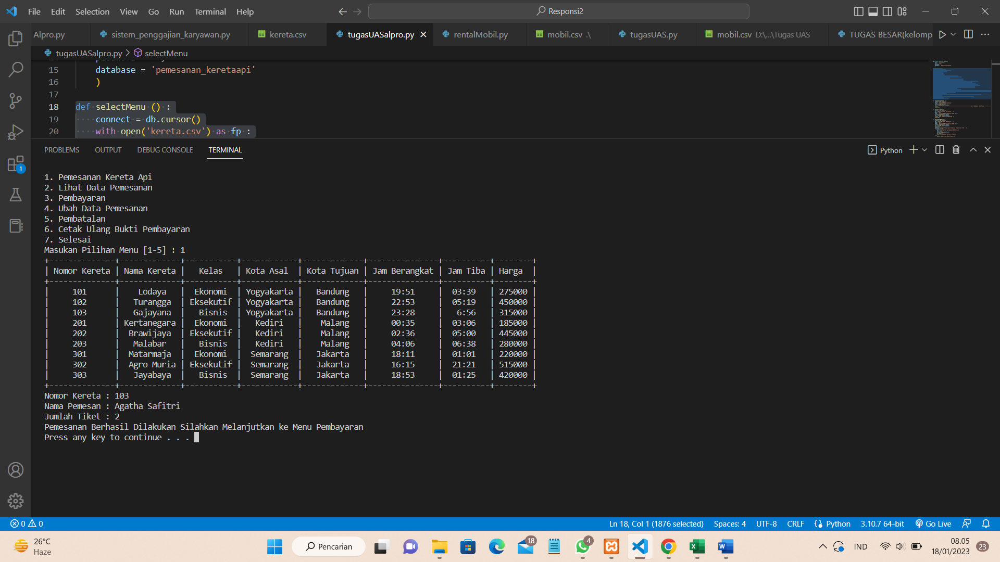 File Edit Selection View Go Run Terminal Help
Responsi2
Alpro.py sistem_penggajian_karyawan.py kereta.csv tugasUASalpro.py rentalMobil.py mobil.csv .\ tugasUAS.py mobil.csv D:\...\Tugas UAS TUGAS BESAR(kelomp
tugasUASalpro.py > selectMenu
15 database = 'pemesanan_keretaapi'
16 )
17
18 def selectMenu () :
19 connect = db.cursor()
20 with open('kereta.csv') as fp :
PROBLEMS OUTPUT DEBUG CONSOLE TERMINAL
Python
1
1. Pemesanan Kereta Api
2. Lihat Data Pemesanan
3. Pembayaran
4. Ubah Data Pemesanan
5. Pembatalan
6. Cetak Ulang Bukti Pembayaran
7. Selesai
Masukan Pilihan Menu [1-5] : 1
+--------------+-------------+-----------+------------+-------------+---------------+----------+--------+
| Nomor Kereta | Nama Kereta |   Kelas   | Kota Asal  | Kota Tujuan | Jam Berangkat | Jam Tiba | Harga  |
+--------------+-------------+-----------+------------+-------------+---------------+----------+--------+
|     101      |    Lodaya   |  Ekonomi  | Yogyakarta |   Bandung   |     19:51     |  03:39   | 275000 |
|     102      |   Turangga  | Eksekutif | Yogyakarta |   Bandung   |     22:53     |  05:19   | 450000 |
|     103      |   Gajayana  |   Bisnis  | Yogyakarta |   Bandung   |     23:28     |   6:56   | 315000 |
|     201      | Kertanegara |  Ekonomi  |   Kediri   |    Malang   |     00:35     |  03:06   | 185000 |
|     202      |  Brawijaya  | Eksekutif |   Kediri   |    Malang   |     02:36     |  05:00   | 445000 |
|     203      |   Malabar   |   Bisnis  |   Kediri   |    Malang   |     04:06     |  06:38   | 280000 |
|     301      |  Matarmaja  |  Ekonomi  |  Semarang  |   Jakarta   |     18:11     |  01:01   | 220000 |
|     302      |  Agro Muria | Eksekutif |  Semarang  |   Jakarta   |     16:15     |  21:21   | 515000 |
|     303      |   Jayabaya  |   Bisnis  |  Semarang  |   Jakarta   |     18:53     |  01:25   | 420000 |
+--------------+-------------+-----------+------------+-------------+---------------+----------+--------+
Nomor Kereta : 103
Nama Pemesan : Agatha Safitri
Jumlah Tiket : 2
Pemesanan Berhasil Dilakukan Silahkan Melanjutkan ke Menu Pembayaran
Press any key to continue . . .
0 0 Ln 18, Col 1 (1876 selected) Spaces: 4 UTF-8 CRLF Python 3.10.7 64-bit Go Live
26°C
Haze
Pencarian
18
4
IND
08.05
18/01/2023
23